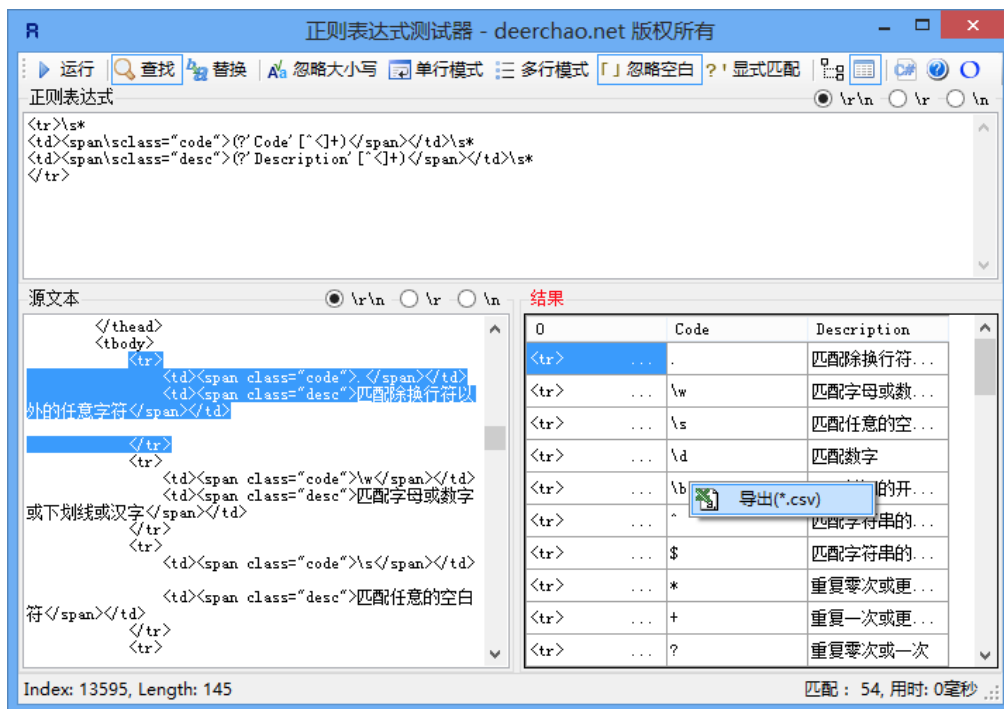 R 正则表达式测试器 - deerchao.net 版权所有
运行 查找 替换 Aa 忽略大小写 单行模式 多行模式 「」忽略空白 ?' 显式匹配 C#
正则表达式 \r\n \r \n
<tr>\s*
<td><span\sclass="code">(?'Code'[^<]+)</span></td>\s*
<td><span\sclass="desc">(?'Description'[^<]+)</span></td>\s*
</tr>
源文本 \r\n \r \n
</thead>
<tbody>
<tr>
<td><span class="code">.</span></td>
<td><span class="desc">匹配除换行符以
外的任意字符</span></td>
</tr>
<tr>
<td><span class="code">\w</span></td>
<td><span class="desc">匹配字母或数字
或下划线或汉字</span></td>
</tr>
<tr>
<td><span class="code">\s</span></td>
<td><span class="desc">匹配任意的空白
符</span></td>
</tr>
<tr>
结果
0 Code Description
<tr> ... . 匹配除换行符...
<tr> ... \w 匹配字母或数...
<tr> ... \s 匹配任意的空...
<tr> ... \d 匹配数字
<tr> ... \b 的开...
导出(*.csv)
<tr> ... ^ 匹配字符串的...
<tr> ... $ 匹配字符串的...
<tr> ... * 重复零次或更...
<tr> ... + 重复一次或更...
<tr> ... ? 重复零次或一次
Index: 13595, Length: 145
匹配： 54, 用时: 0毫秒